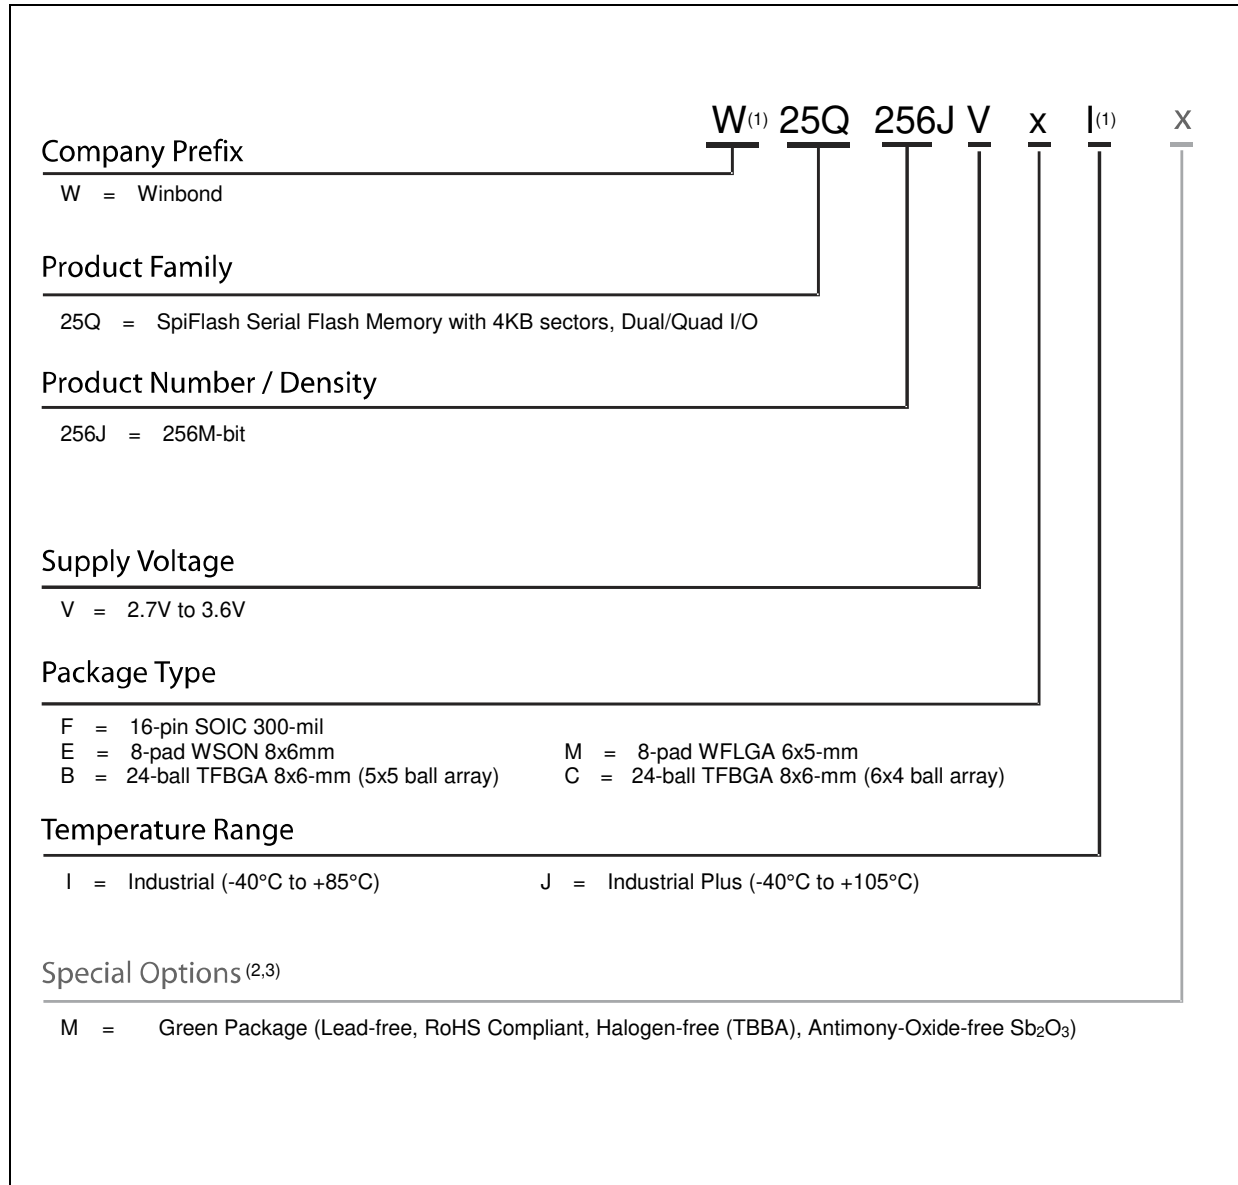 W(1) 25Q 256J V x I(1) x
Company Prefix
W = Winbond
Product Family
25Q = SpiFlash Serial Flash Memory with 4KB sectors, Dual/Quad I/O
Product Number / Density
256J = 256M-bit
Supply Voltage
V = 2.7V to 3.6V
Package Type
F = 16-pin SOIC 300-mil
E = 8-pad WSON 8x6mm M = 8-pad WFLGA 6x5-mm
B = 24-ball TFBGA 8x6-mm (5x5 ball array) C = 24-ball TFBGA 8x6-mm (6x4 ball array)
Temperature Range
I = Industrial (-40°C to +85°C) J = Industrial Plus (-40°C to +105°C)
Special Options (2,3)
M = Green Package (Lead-free, RoHS Compliant, Halogen-free (TBBA), Antimony-Oxide-free Sb₂O₃)